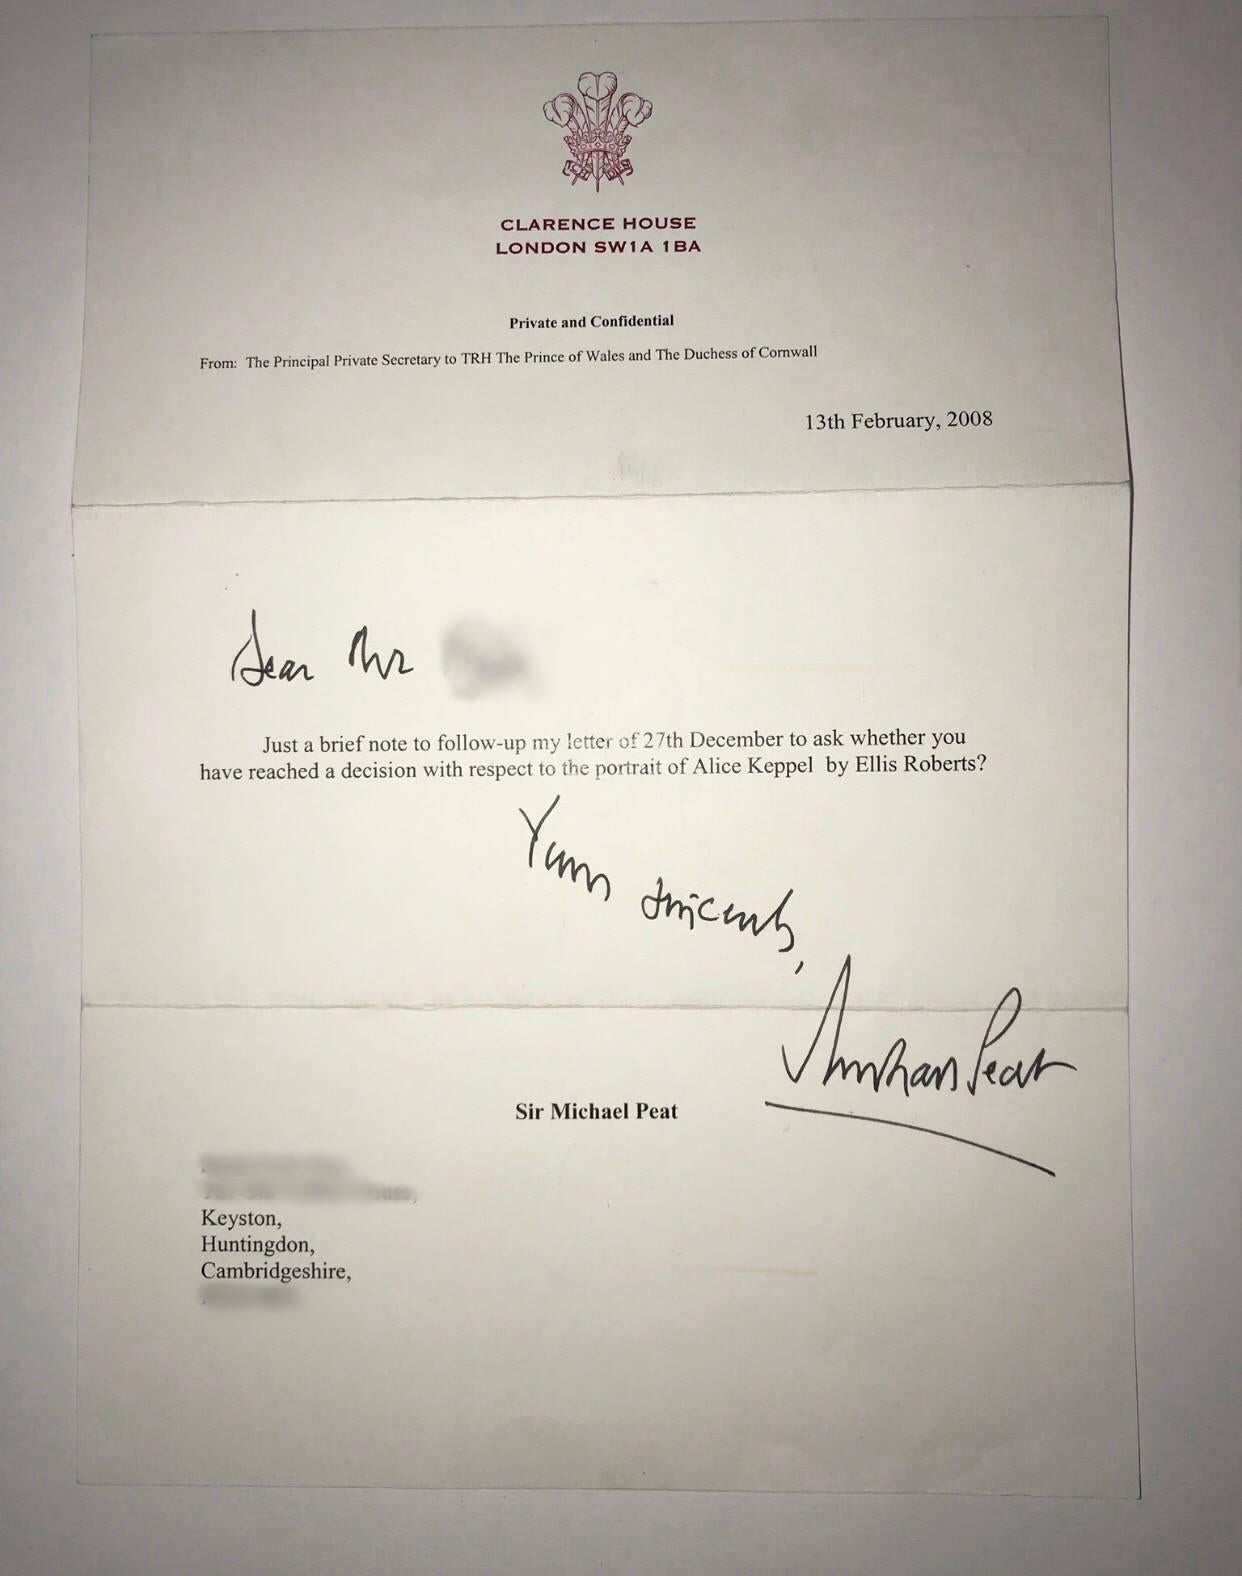 ICH DIEN
CLARENCE HOUSE
LONDON SW1A 1BA
Private and Confidential
From: The Principal Private Secretary to TRH The Prince of Wales and The Duchess of Cornwall
13th February, 2008
Dear Mr
Just a brief note to follow-up my letter of 27th December to ask whether you
have reached a decision with respect to the portrait of Alice Keppel by Ellis Roberts?
Yours sincerely,
Michael Peat
Sir Michael Peat
Keyston,
Huntingdon,
Cambridgeshire,